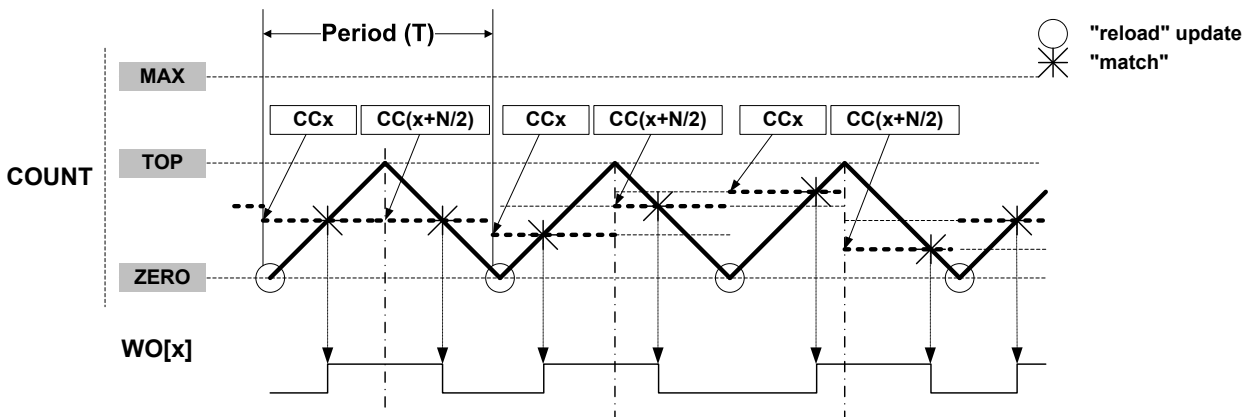 Period (T)
"reload" update
"match"
MAX
CCx
CC(x+N/2)
CCx
CC(x+N/2)
CCx
CC(x+N/2)
TOP
COUNT
ZERO
WO[x]